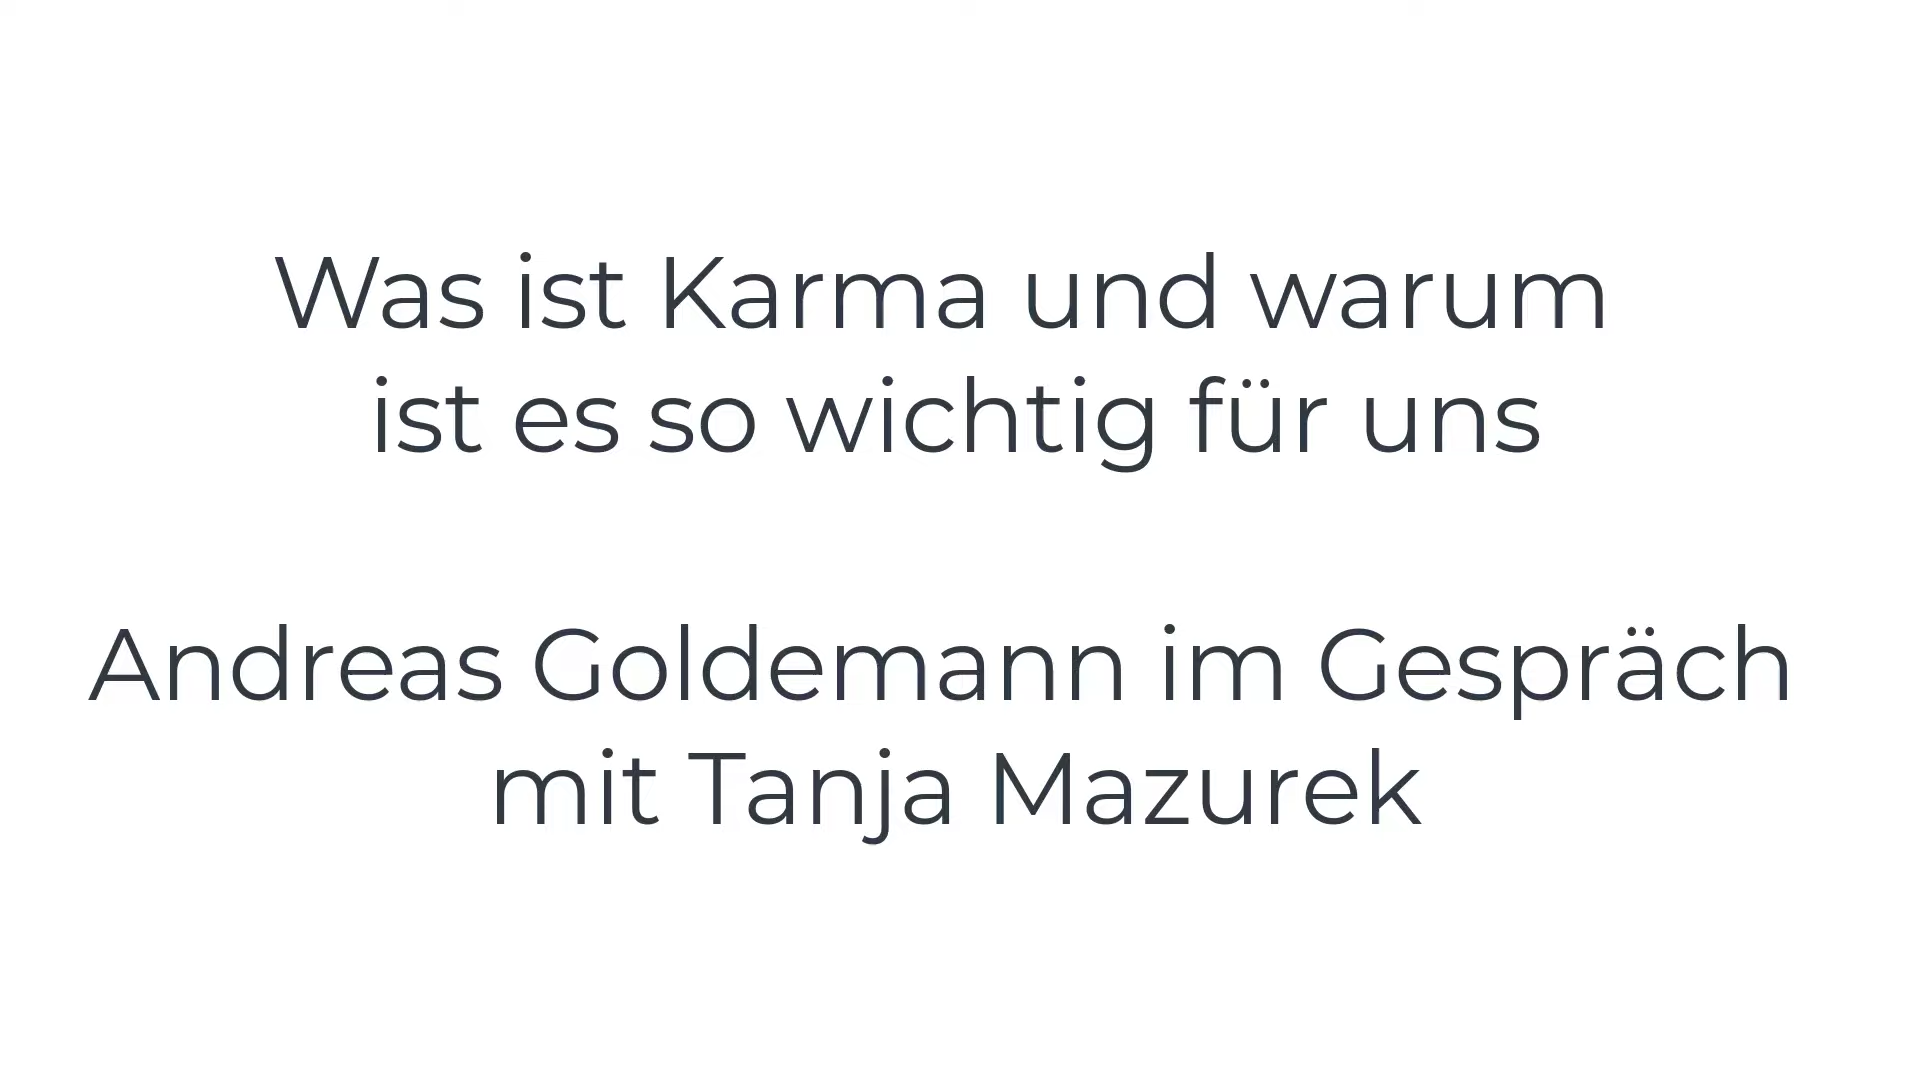 Was ist Karma und warum
ist es so wichtig für uns
Andreas Goldemann im Gespräch
mit Tanja Mazurek